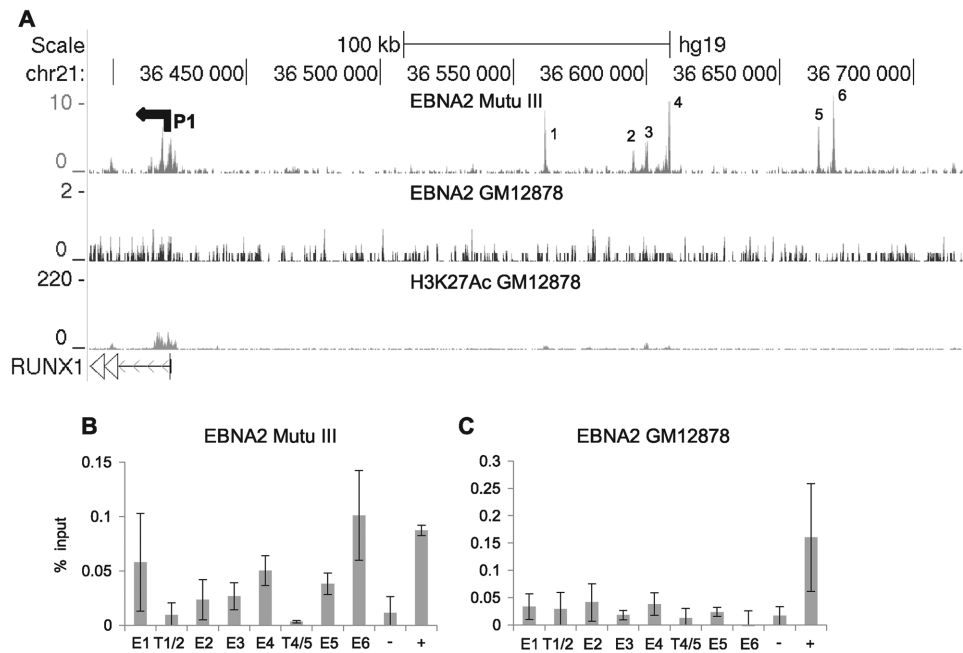 A
Scale 100 kb hg19
chr21: 36 450 000 36 500 000 36 550 000 36 600 000 36 650 000 36 700 000
EBNA2 Mutu III
10 -
0
P1
1 2 3 4 5 6
EBNA2 GM12878
2 -
0
H3K27Ac GM12878
220 -
0
RUNX1
B
EBNA2 Mutu III
% input
0.15
0.1
0.05
0
E1 T1/2 E2 E3 E4 T4/5 E5 E6 - +
C
EBNA2 GM12878
0.3
0.25
0.2
0.15
0.1
0.05
0
E1 T1/2 E2 E3 E4 T4/5 E5 E6 - +